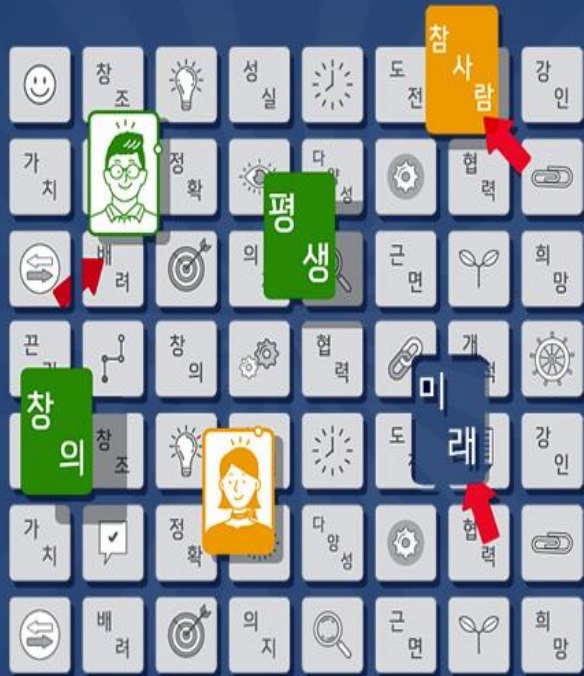 창조
성실
도전
참사람
강인
가치
정확
다양성
협력
배려
평생
근면
희망
창의
협력
미래
창의
창조
강인
가치
정확
다양성
협력
배려
의지
근면
희망